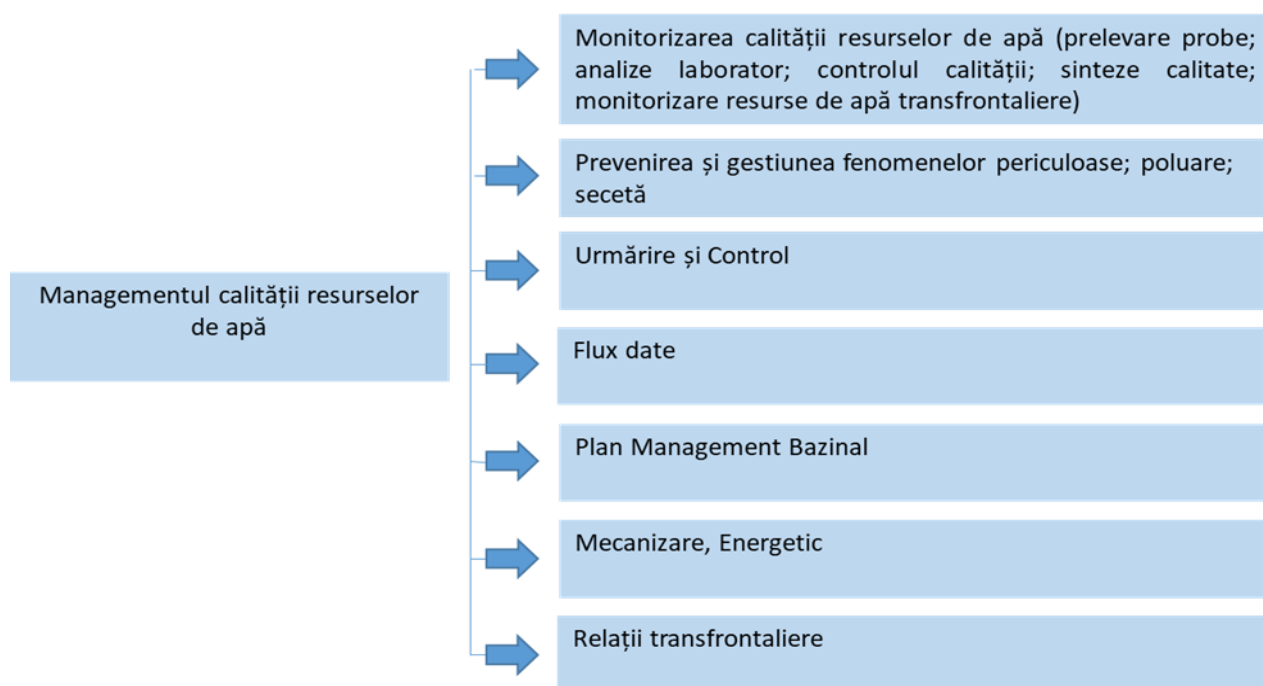 Monitorizarea calității resurselor de apă (prelevare probe;
analize laborator; controlul calității; sinteze calitate;
monitorizare resurse de apă transfrontaliere)
Prevenirea și gestiunea fenomenelor periculoase; poluare;
secetă
Urmărire și Control
Managementul calității resurselor
de apă
Flux date
Plan Management Bazinal
Mecanizare, Energetic
Relații transfrontaliere